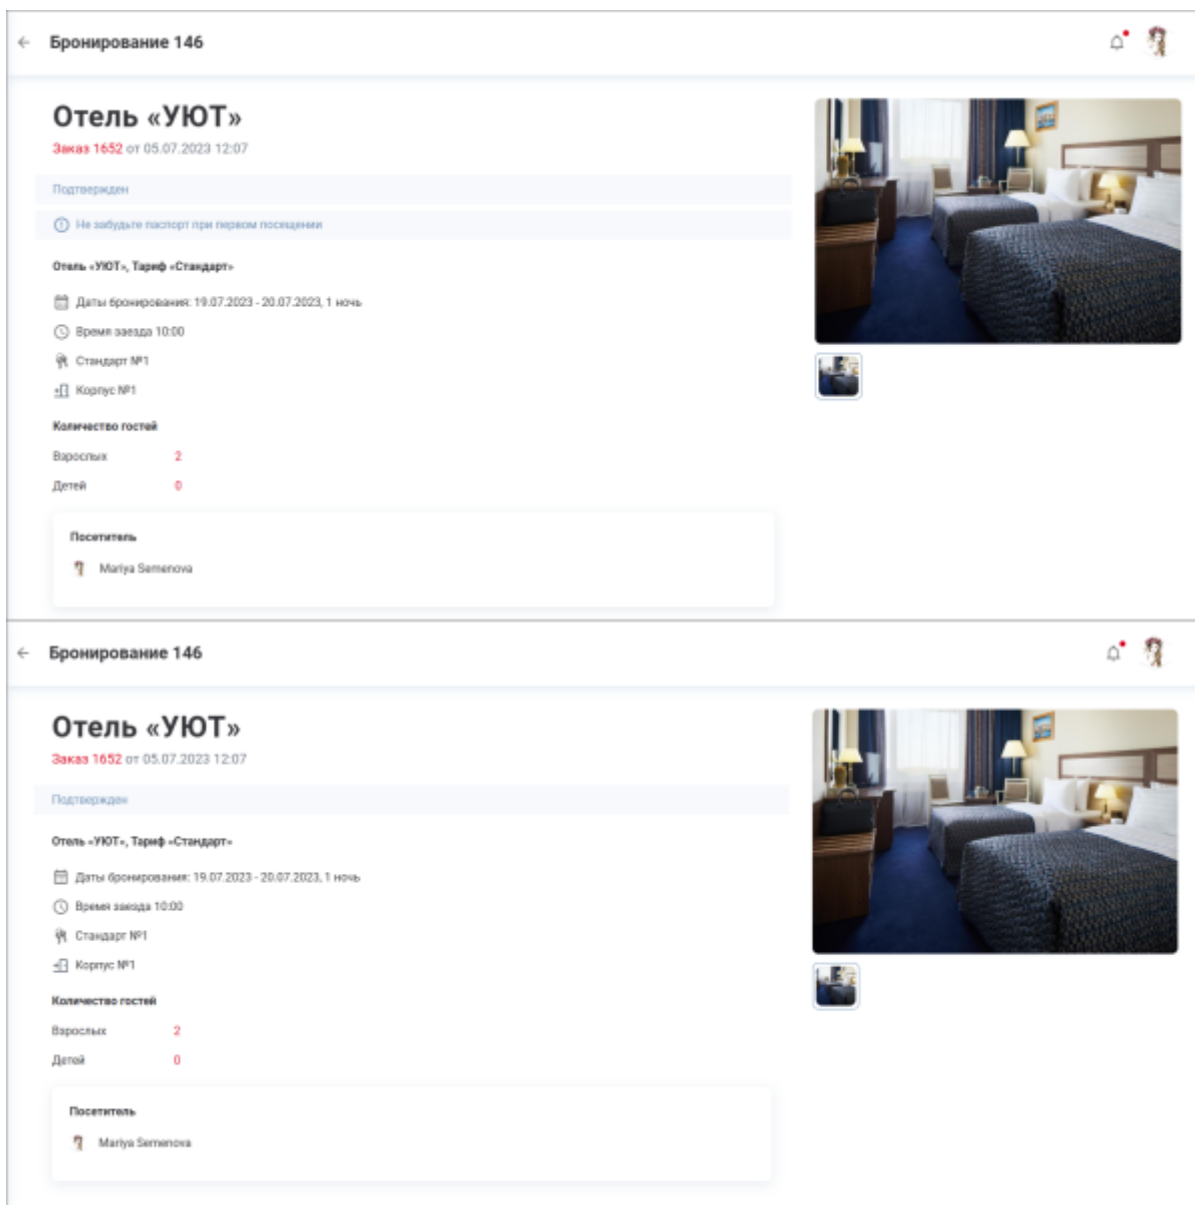 Бронирование 146
Отель «УЮТ»
Заказ 1652 от 05.07.2023 12:07
Подтвержден
Не забудьте паспорт при первом посещении
Отель «УЮТ», Тариф «Стандарт»
Даты бронирования: 19.07.2023 - 20.07.2023, 1 ночь
Время заезда 10:00
Стандарт №1
Корпус №1
Количество гостей
Взрослых 2
Детей 0
Посетитель
Mariya Semenova
Бронирование 146
Отель «УЮТ»
Заказ 1652 от 05.07.2023 12:07
Подтвержден
Отель «УЮТ», Тариф «Стандарт»
Даты бронирования: 19.07.2023 - 20.07.2023, 1 ночь
Время заезда 10:00
Стандарт №1
Корпус №1
Количество гостей
Взрослых 2
Детей 0
Посетитель
Mariya Semenova